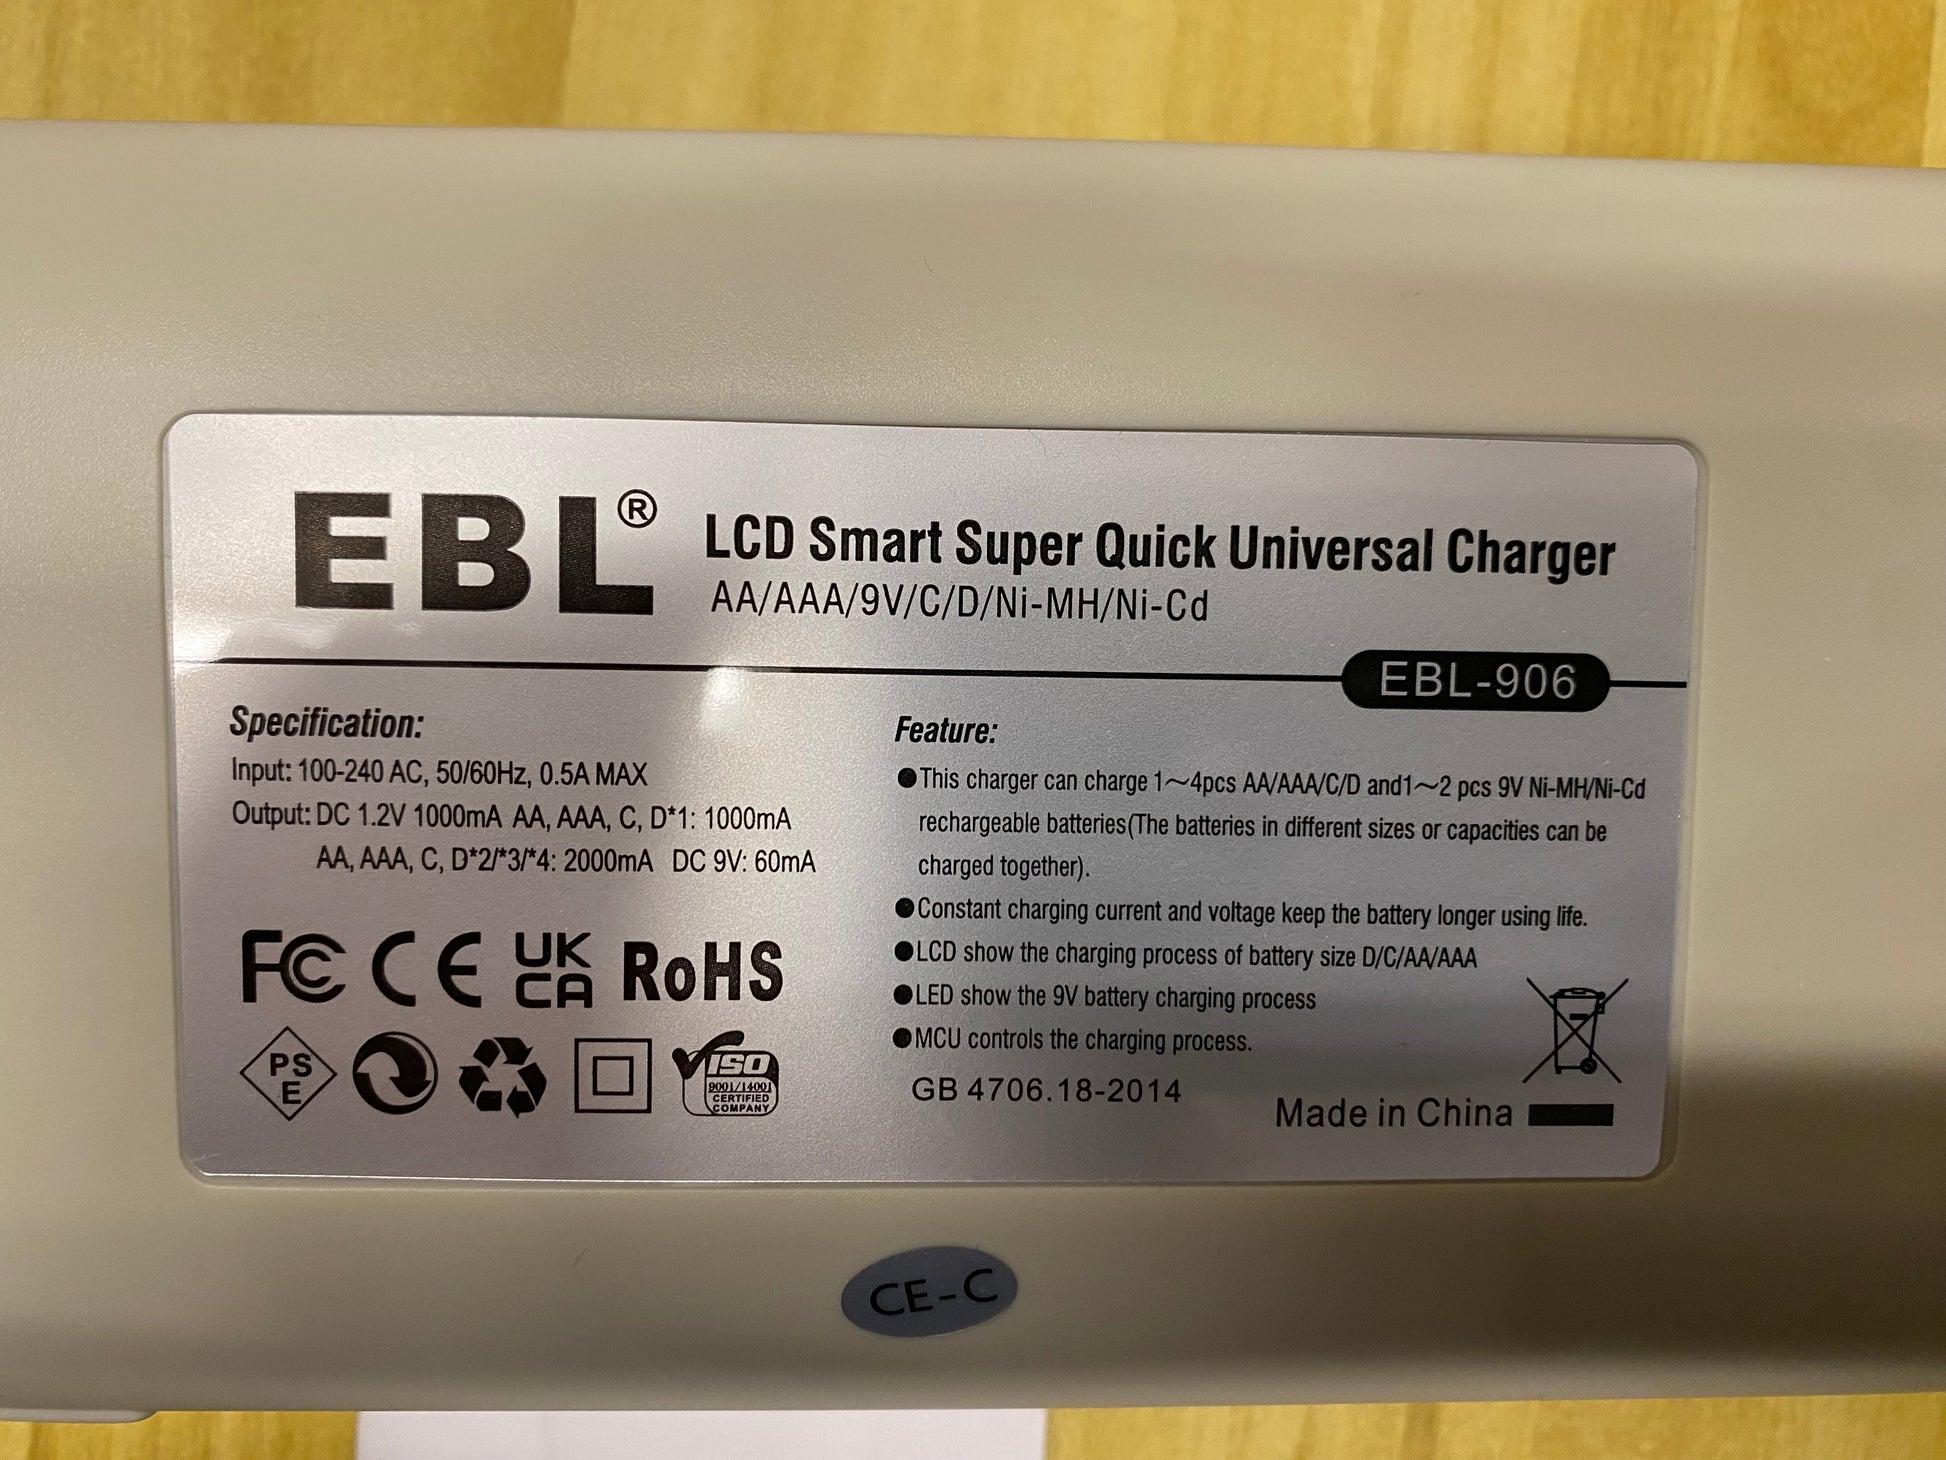 EBL®
LCD Smart Super Quick Universal Charger
AA/AAA/9V/C/D/Ni-MH/Ni-Cd
EBL-906
Specification:
Input: 100-240 AC, 50/60Hz, 0.5A MAX
Output: DC 1.2V 1000mA AA, AAA, C, D*1: 1000mA
AA, AAA, C, D*2/*3/*4: 2000mA DC 9V: 60mA
FC CE UK
CA RoHS
PS
E
ISO
9001/14001
CERTIFIED
COMPANY
Feature:
●This charger can charge 1~4pcs AA/AAA/C/D and1~2 pcs 9V Ni-MH/Ni-Cd
rechargeable batteries(The batteries in different sizes or capacities can be
charged together).
●Constant charging current and voltage keep the battery longer using life.
●LCD show the charging process of battery size D/C/AA/AAA
●LED show the 9V battery charging process
●MCU controls the charging process.
GB 4706.18-2014
Made in China
CE-C